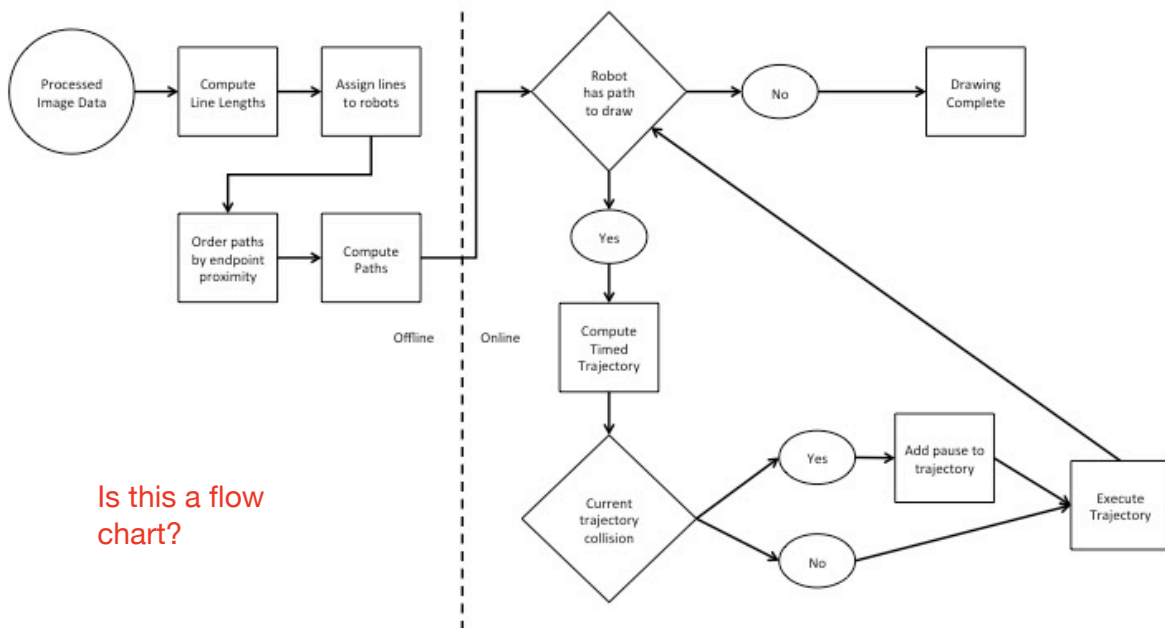 Processed
Image Data
Compute
Line Lengths
Assign lines
to robots
Order paths
by endpoint
proximity
Compute
Paths
Offline
Online
Robot
has path
to draw
No
Drawing
Complete
Yes
Compute
Timed
Trajectory
Current
trajectory
collision
Yes
Add pause to
trajectory
No
Execute
Trajectory
Is this a flow
chart?